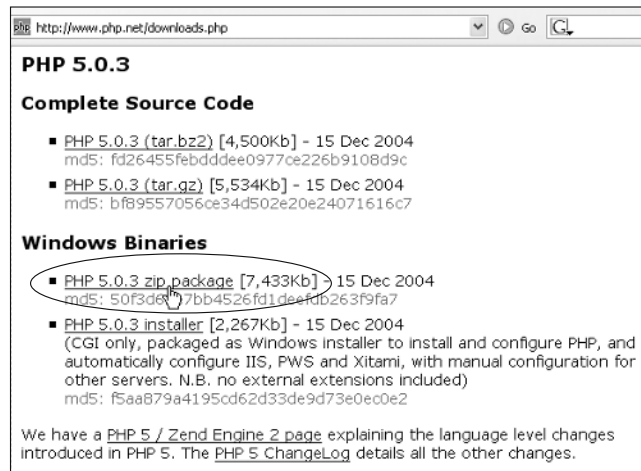 php http://www.php.net/downloads.php Go G
PHP 5.0.3
Complete Source Code
PHP 5.0.3 (tar.bz2) [4,500Kb] - 15 Dec 2004
md5: fd26455febdddee0977ce226b9108d9c
PHP 5.0.3 (tar.gz) [5,534Kb] - 15 Dec 2004
md5: bf89557056ce34d502e20e24071616c7
Windows Binaries
PHP 5.0.3 zip package [7,433Kb] - 15 Dec 2004
md5:
PHP 5.0.3 installer [2,267Kb] - 15 Dec 2004
(CGI only, packaged as Windows installer to install and configure PHP, and
automatically configure IIS, PWS and Xitami, with manual configuration for
other servers. N.B. no external extensions included)
md5: f5aa879a4195cd62d33de9d73e0ec0e2
We have a PHP 5 / Zend Engine 2 page explaining the language level changes
introduced in PHP 5. The PHP 5 ChangeLog details all the other changes.